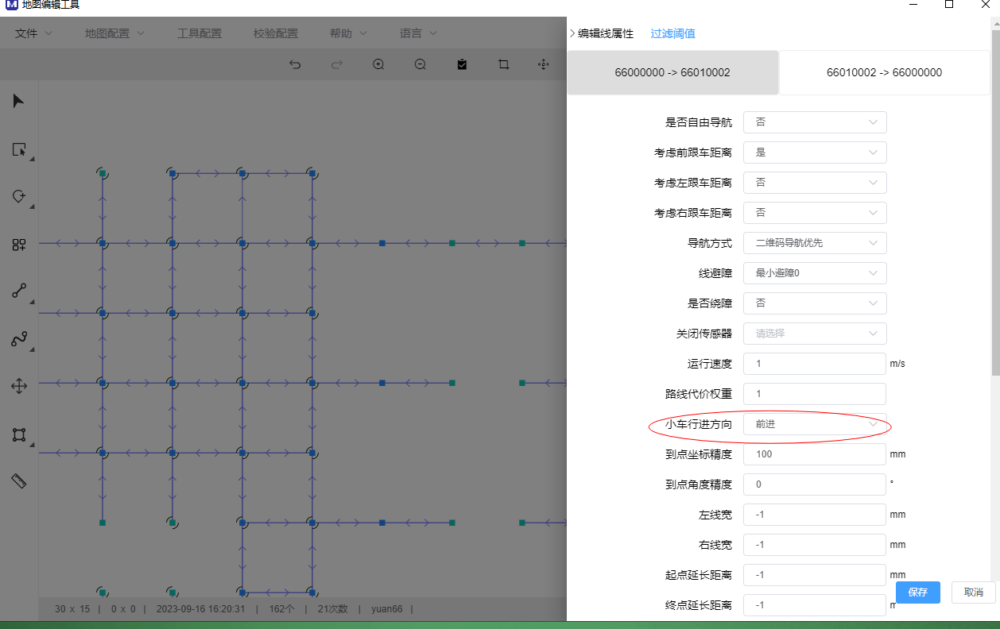 地图编辑工具
文件 地图配置 工具配置 校验配置 帮助 语言
编辑线属性 过滤阈值
66000000 -> 66010002 66010002 -> 66000000
是否自由导航 否
考虑前跟车距离 是
考虑左跟车距离 否
考虑右跟车距离 否
导航方式 二维码导航优先
线避障 最小避障0
是否绕障 否
关闭传感器 请选择
运行速度 1 m/s
路线代价权重 1
小车行进方向 前进
到点坐标精度 100 mm
到点角度精度 0 °
左线宽 -1 mm
右线宽 -1 mm
起点延长距离 -1 mm
保存 取消
终点延长距离 -1
30 x 15 | 0 x 0 | 2023-09-16 16:20:31 | 162个 | 21次数 | yuan66 |